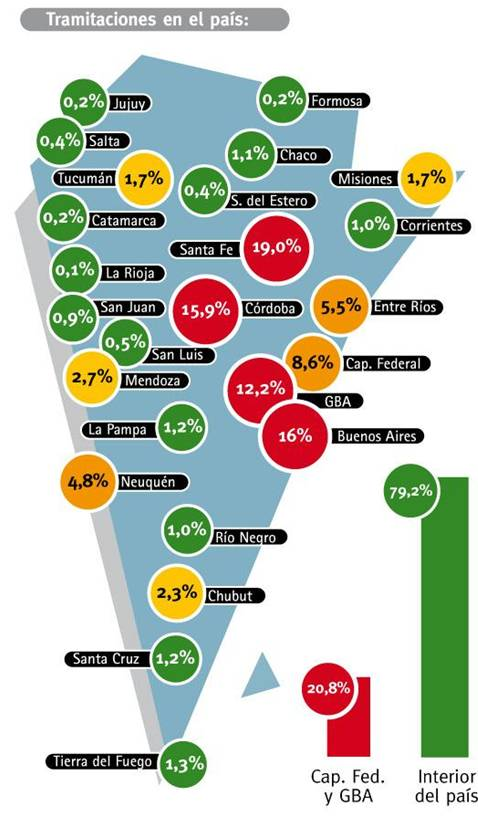 Tramitaciones en el país:
0,2% Jujuy
0,2% Formosa
0,4% Salta
1,1% Chaco
Tucumán 1,7%
Misiones 1,7%
0,4% S. del Estero
0,2% Catamarca
1,0% Corrientes
Santa Fe 19,0%
0,1% La Rioja
0,9% San Juan
15,9% Córdoba
5,5% Entre Ríos
0,5% San Luis
8,6% Cap. Federal
2,7% Mendoza
12,2% GBA
La Pampa 1,2%
16% Buenos Aires
4,8% Neuquén
79,2%
1,0% Río Negro
2,3% Chubut
Santa Cruz 1,2%
20,8%
Tierra del Fuego 1,3%
Cap. Fed.
y GBA
Interior
del país